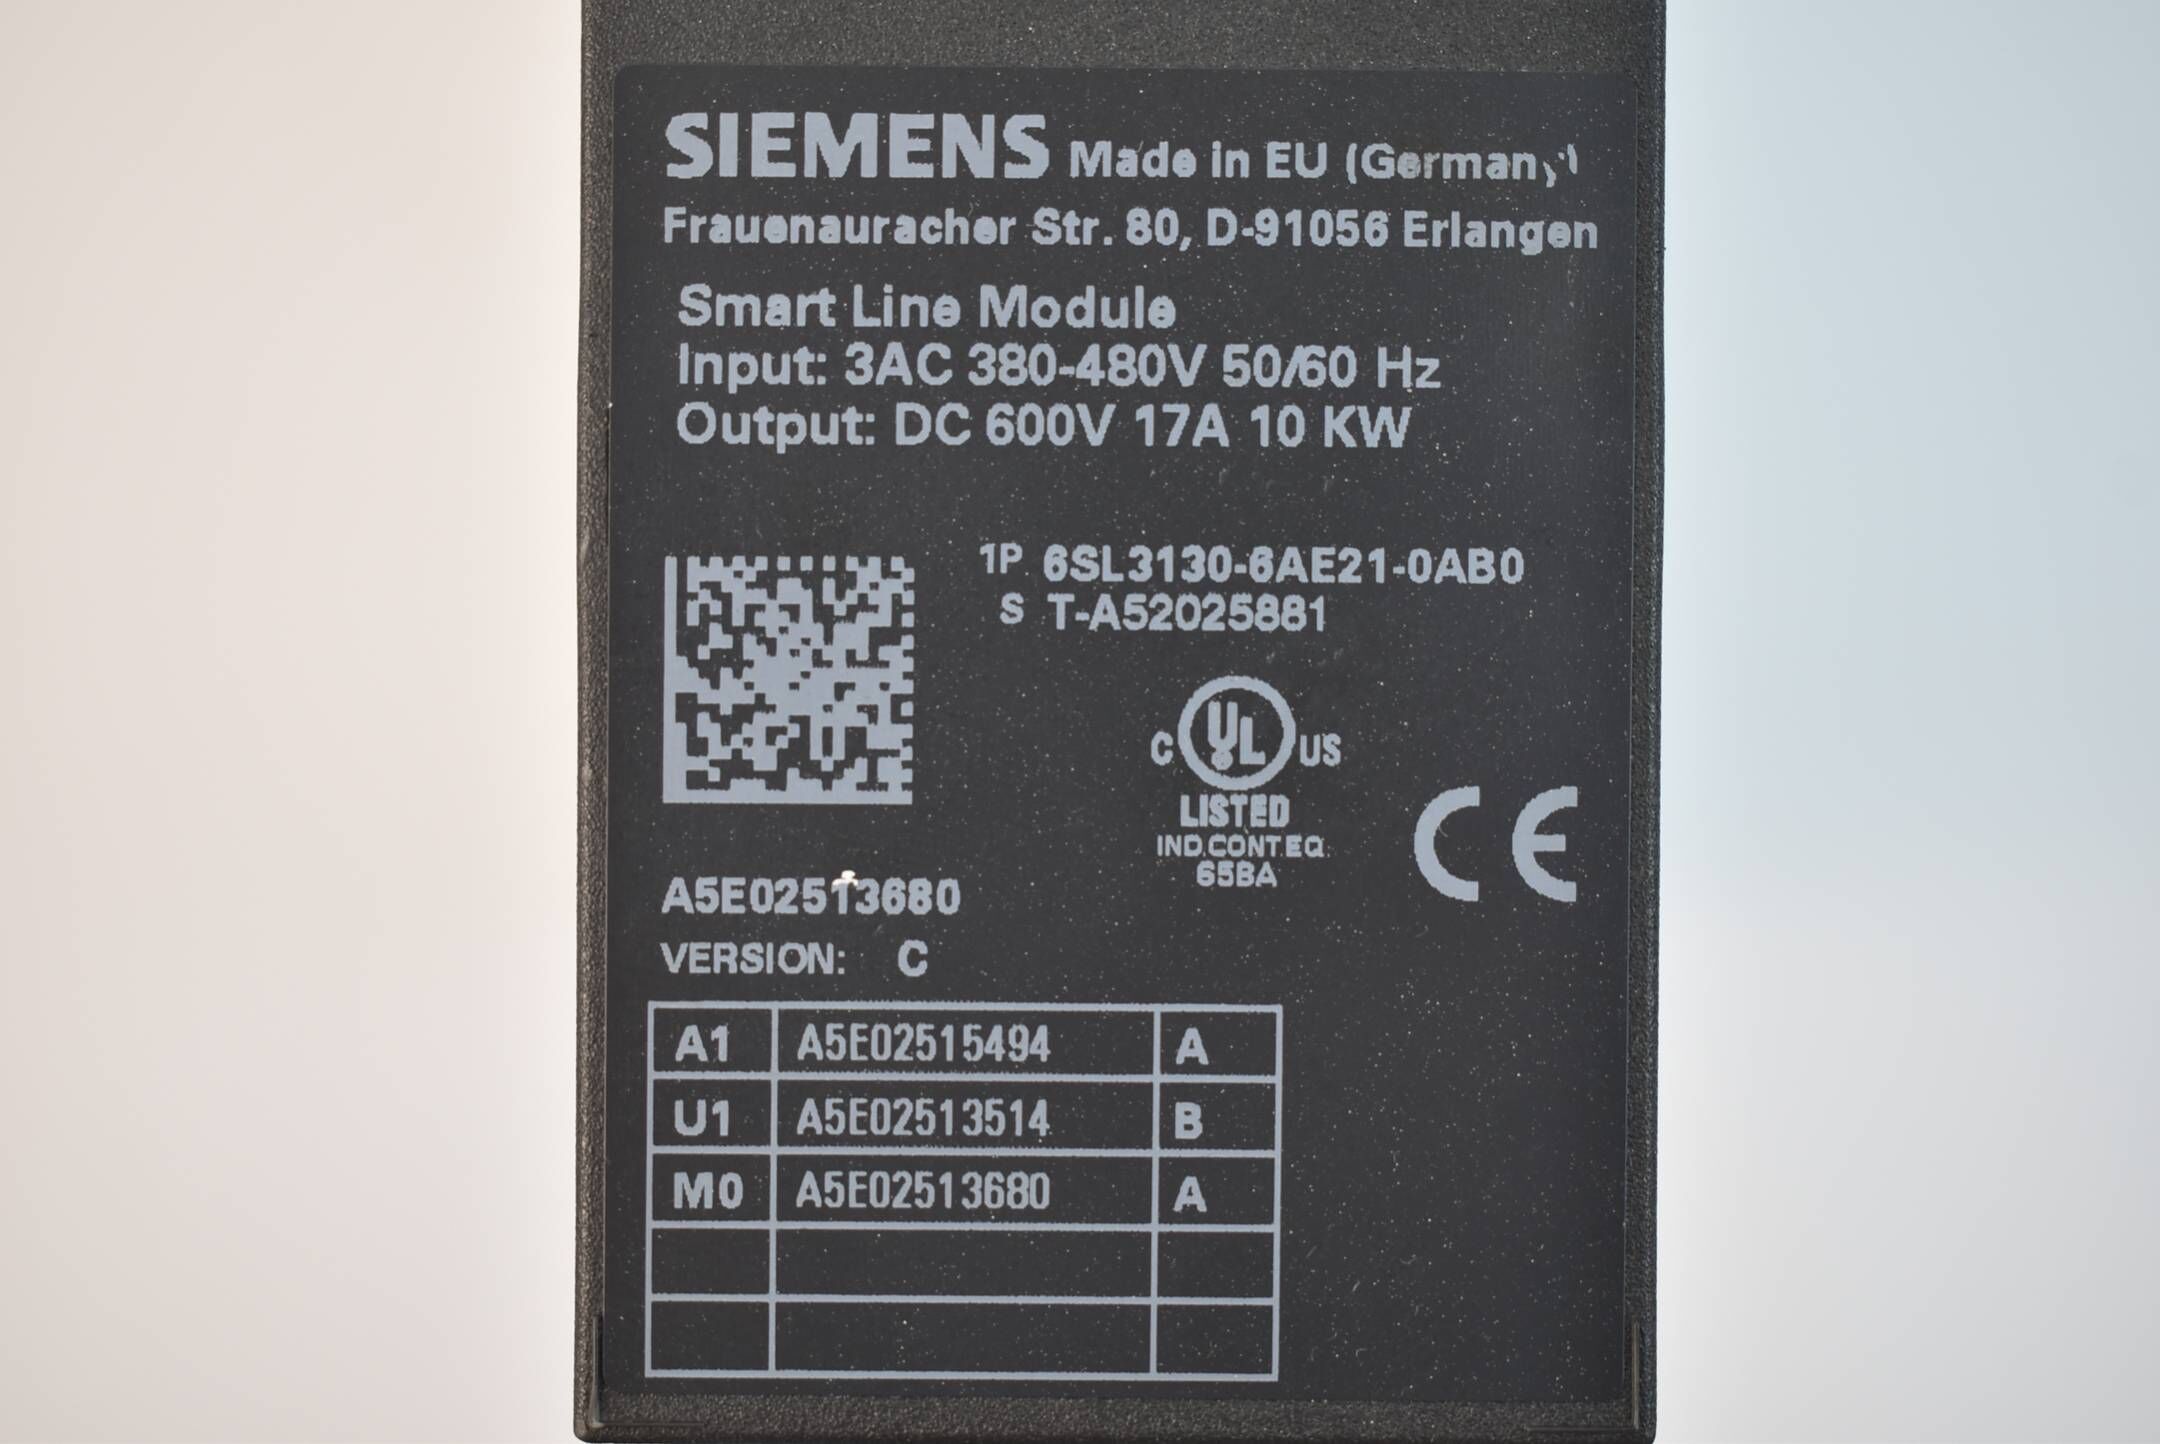 SIEMENS Made in EU (Germany)
Frauenauracher Str. 80, D-91056 Erlangen
Smart Line Module
Input: 3AC 380-480V 50/60 Hz
Output: DC 600V 17A 10 KW
1P 6SL3130-6AE21-0AB0
S T-A52025881
C UL US
LISTED
IND.CONT.EQ.
65BA
CE
A5E02513680
VERSION: C
A1 A5E02515494 A
U1 A5E02513514 B
M0 A5E02513680 A